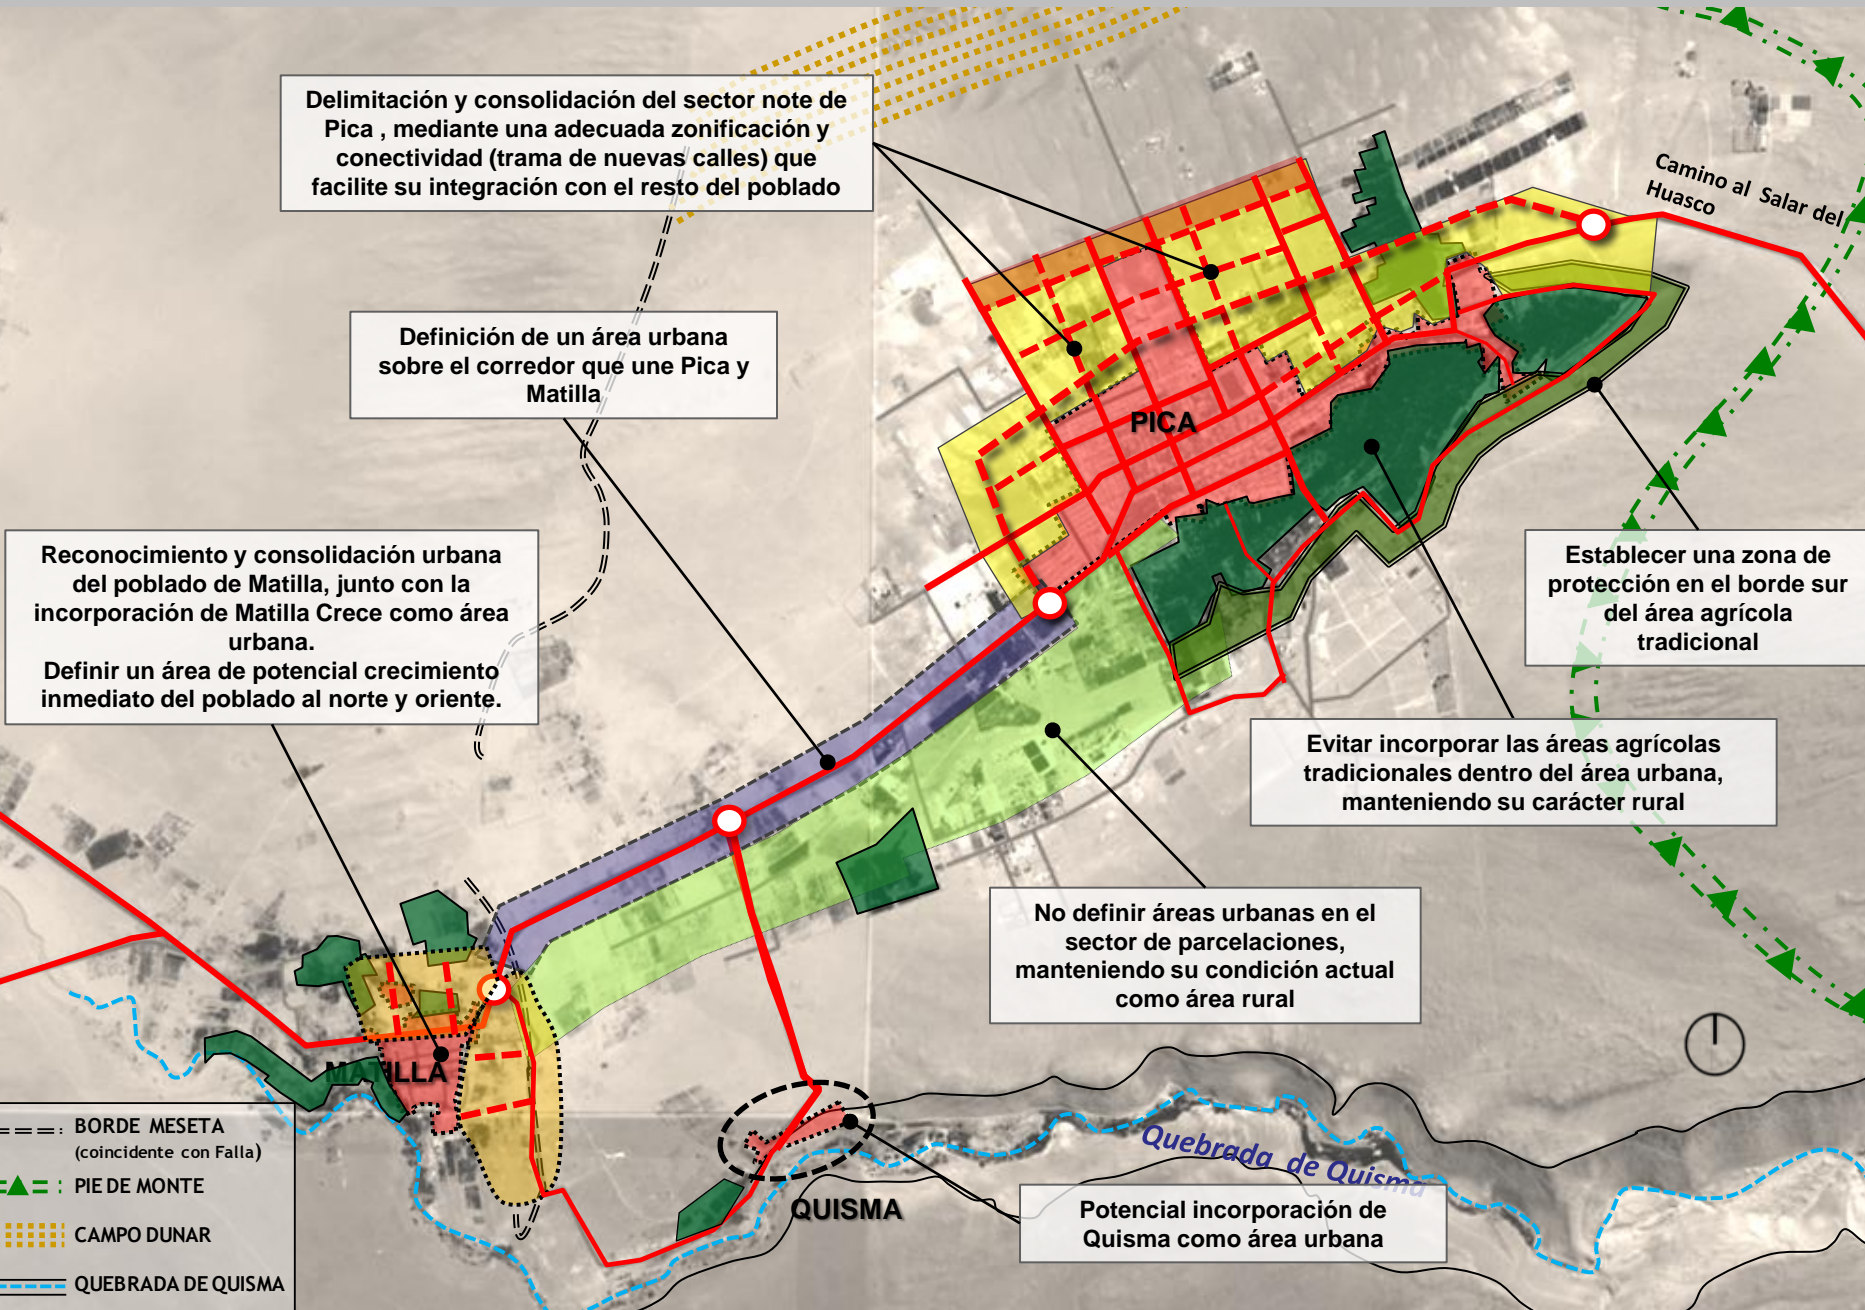 Delimitación y consolidación del sector note de
Pica , mediante una adecuada zonificación y
conectividad (trama de nuevas calles) que
facilite su integración con el resto del poblado
Camino al Salar del
Huasco
Definición de un área urbana
sobre el corredor que une Pica y
Matilla
PICA
Reconocimiento y consolidación urbana
del poblado de Matilla, junto con la
incorporación de Matilla Crece como área
urbana.
Definir un área de potencial crecimiento
inmediato del poblado al norte y oriente.
Establecer una zona de
protección en el borde sur
del área agrícola
tradicional
Evitar incorporar las áreas agrícolas
tradicionales dentro del área urbana,
manteniendo su carácter rural
No definir áreas urbanas en el
sector de parcelaciones,
manteniendo su condición actual
como área rural
MATILLA
QUISMA
Quebrada de Quisma
Potencial incorporación de
Quisma como área urbana
BORDE MESETA
(coincidente con Falla)
PIE DE MONTE
CAMPO DUNAR
QUEBRADA DE QUISMA